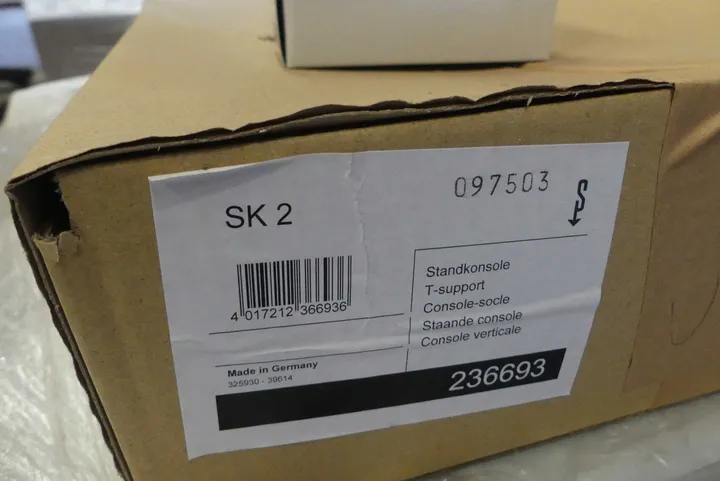 SK 2
097503
4 017212 366936
Standkonsole
T-support
Console-socle
Staande console
Console verticale
Made in Germany
325930 - 39614
236693